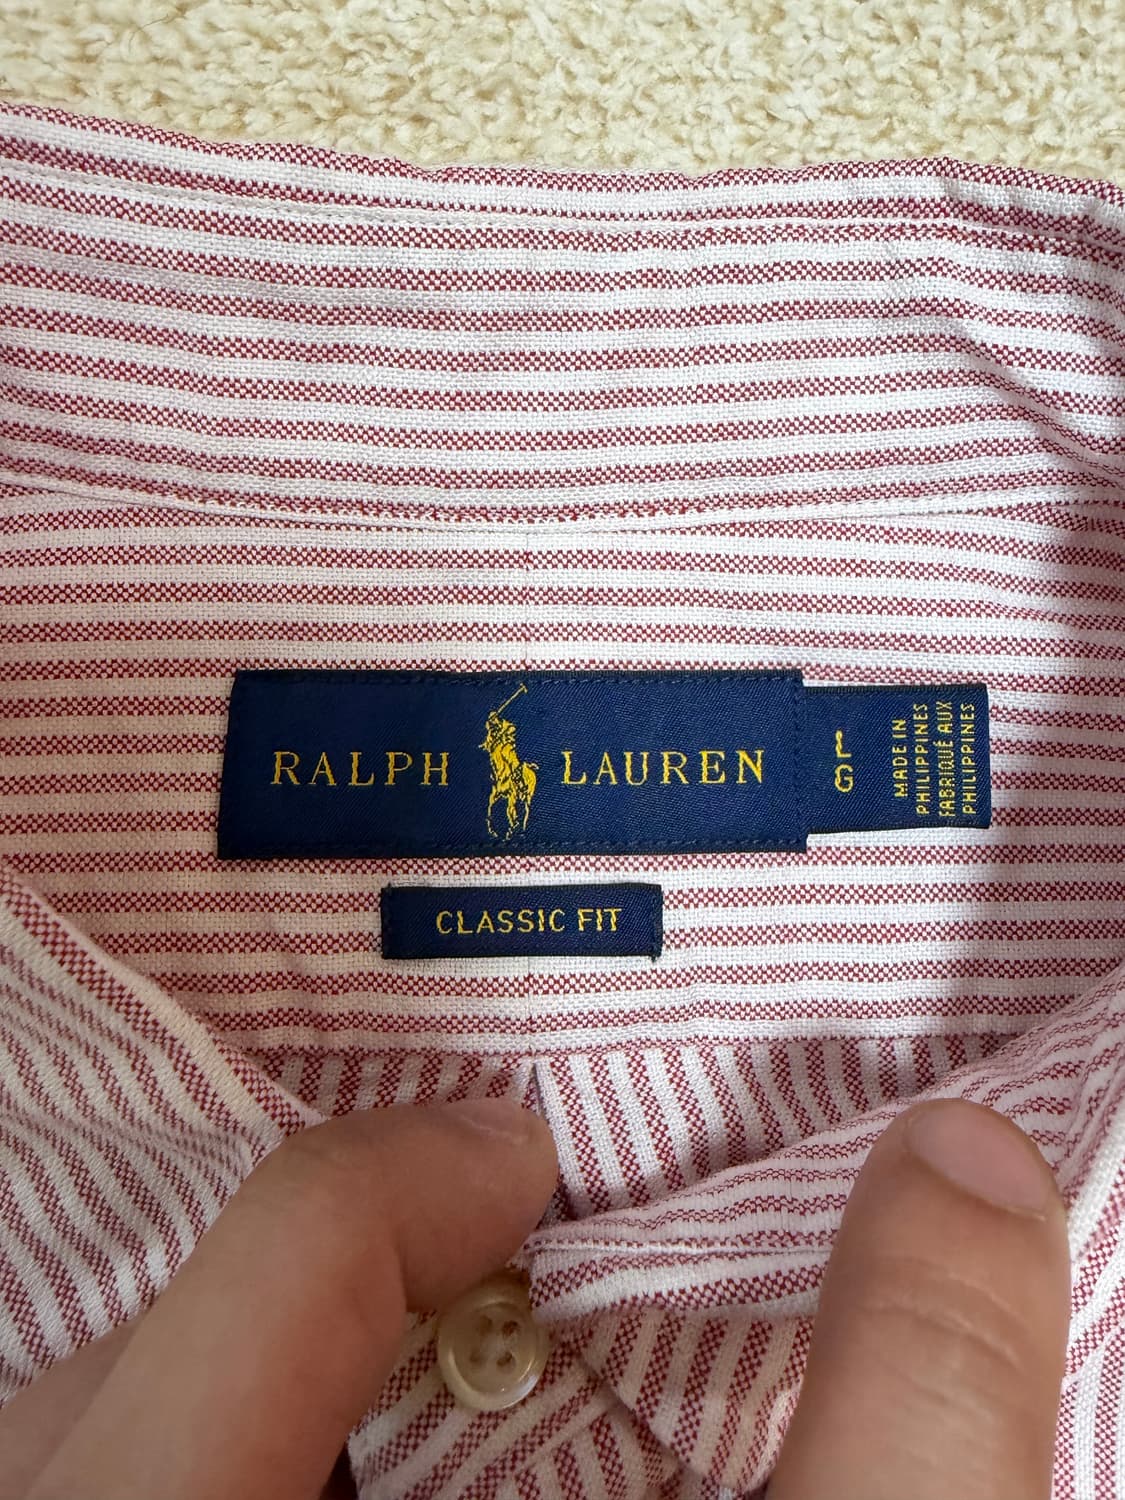 RALPH LAUREN
L
G
MADE IN
PHILIPPINES
FABRIQUÉ AUX
PHILIPPINES
CLASSIC FIT